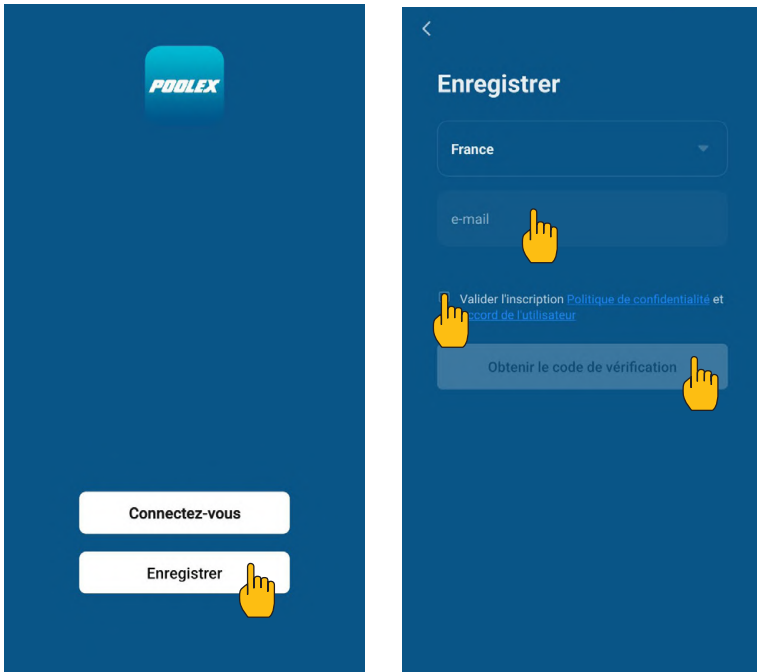 POOLEX
Connectez-vous
Enregistrer
Enregistrer
France
e-mail
Valider l'inscription Politique de confidentialité et
ccord de l'utilisateur
Obtenir le code de vérification